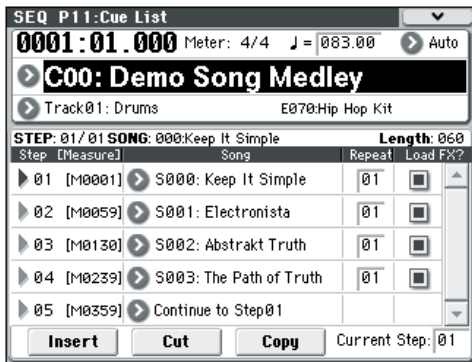 SEQ P11:Cue List
0001:01.000 Meter: 4/4 ♩= 083.00 Auto
C00: Demo Song Medley
Track01: Drums E070:Hip Hop Kit
STEP: 01/01 SONG: 000:Keep It Simple Length: 060
Step [Measure] Song Repeat Load FX?
01 [M0001] S000: Keep It Simple 01
02 [M0059] S001: Electronista 01
03 [M0130] S002: Abstrakt Truth 01
04 [M0239] S003: The Path of Truth 01
05 [M0359] Continue to Step01
Insert Cut Copy Current Step: 01